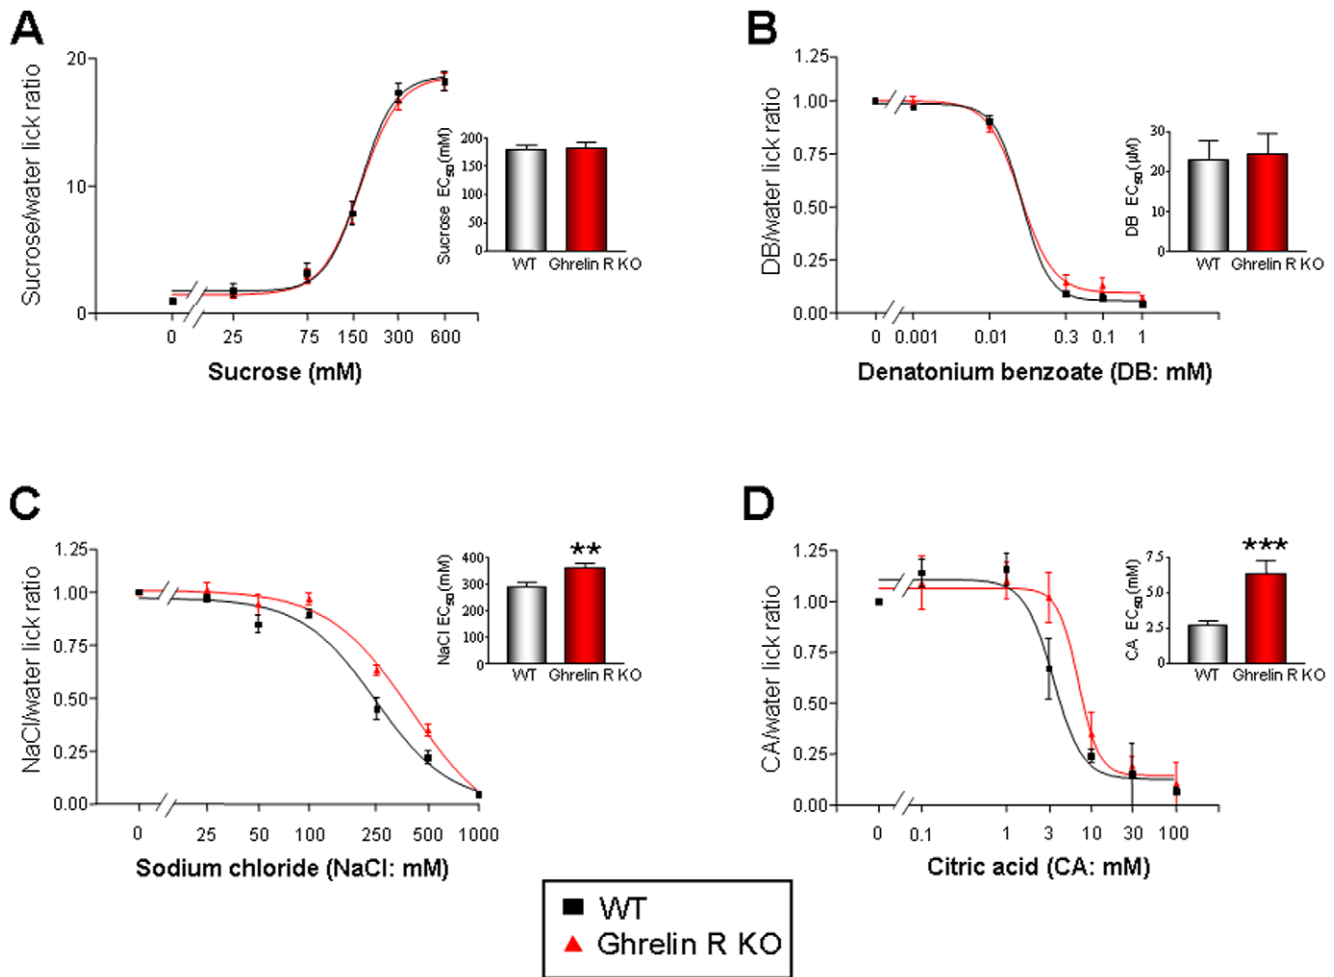 A
Sucrose/water lick ratio
20
10
0
0 25 75 150 300 600
Sucrose (mM)
Sucrose EC50(mM)
200
150
100
50
0
WT Ghrelin R KO
B
DB/water lick ratio
1.25
1.00
0.75
0.50
0.25
0.00
0 0.001 0.01 0.3 0.1 1
Denatonium benzoate (DB: mM)
DB EC50(µM)
30
20
10
0
WT Ghrelin R KO
C
NaCl/water lick ratio
1.25
1.00
0.75
0.50
0.25
0.00
0 25 50 100 250 500 1000
Sodium chloride (NaCl: mM)
NaCl EC50(mM)
400
300
200
100
0
**
WT Ghrelin R KO
D
CA/water lick ratio
1.25
1.00
0.75
0.50
0.25
0.00
0 0.1 1 3 10 30 100
Citric acid (CA: mM)
CA EC50(mM)
7.5
5.0
2.5
0
***
WT Ghrelin R KO
WT
Ghrelin R KO